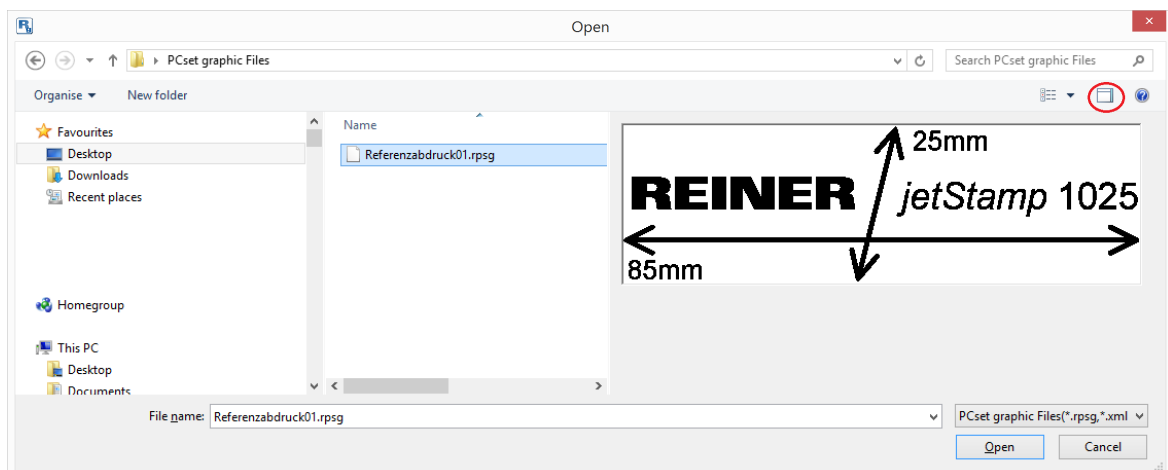 Open
PCset graphic Files
Search PCset graphic Files
Organise
New folder
Favourites
Desktop
Downloads
Recent places
Homegroup
This PC
Desktop
Documents
Name
Referenzabdruck01.rpsg
25mm
REINER jetStamp 1025
85mm
File name: Referenzabdruck01.rpsg
PCset graphic Files(*.rpsg,*.xml
Open
Cancel